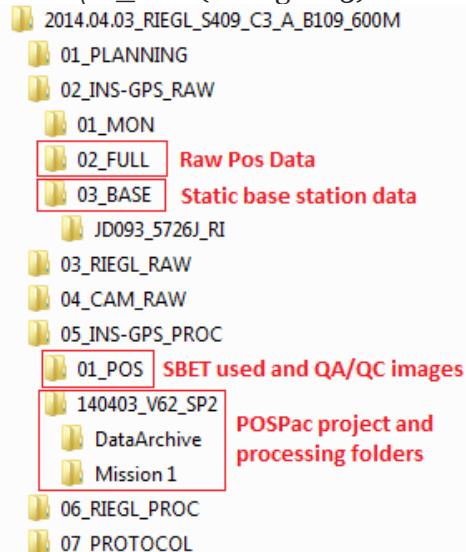 2014.04.03_RIEGL_S409_C3_A_B109_600M
01_PLANNING
02_INS-GPS_RAW
01_MON
02_FULL Raw Pos Data
03_BASE Static base station data
JD093_5726J_RI
03_RIEGL_RAW
04_CAM_RAW
05_INS-GPS_PROC
01_POS SBET used and QA/QC images
140403_V62_SP2
POSPac project and
DataArchive
processing folders
Mission 1
06_RIEGL_PROC
07_PROTOCOL